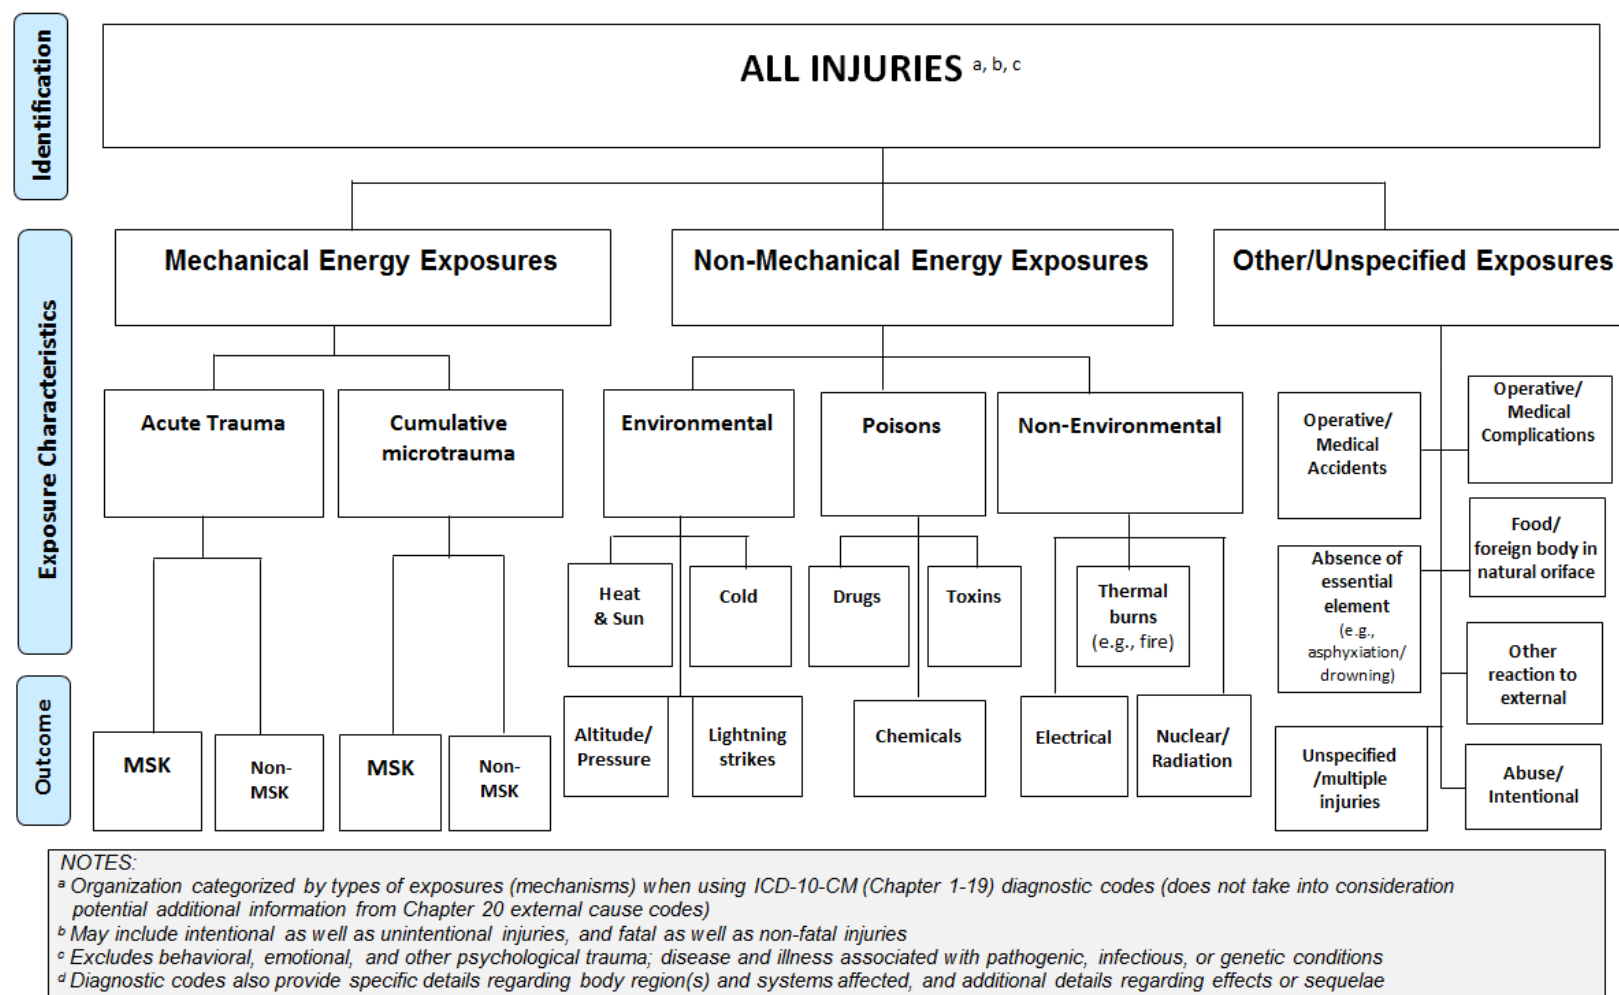 Identification
ALL INJURIES a, b, c
Exposure Characteristics
Mechanical Energy Exposures
Non-Mechanical Energy Exposures
Other/Unspecified Exposures
Acute Trauma
Cumulative
microtrauma
Environmental
Poisons
Non-Environmental
Operative/
Medical
Accidents
Operative/
Medical
Complications
Heat
& Sun
Cold
Drugs
Toxins
Thermal
burns
(e.g., fire)
Absence of
essential
element
(e.g.,
asphyxiation/
drowning)
Food/
foreign body in
natural oriface
Other
reaction to
external
Outcome
MSK
Non-
MSK
MSK
Non-
MSK
Altitude/
Pressure
Lightning
strikes
Chemicals
Electrical
Nuclear/
Radiation
Unspecified
/multiple
injuries
Abuse/
Intentional
NOTES:
a Organization categorized by types of exposures (mechanisms) when using ICD-10-CM (Chapter 1-19) diagnostic codes (does not take into consideration
potential additional information from Chapter 20 external cause codes)
b May include intentional as well as unintentional injuries, and fatal as well as non-fatal injuries
c Excludes behavioral, emotional, and other psychological trauma; disease and illness associated with pathogenic, infectious, or genetic conditions
d Diagnostic codes also provide specific details regarding body region(s) and systems affected, and additional details regarding effects or sequelae